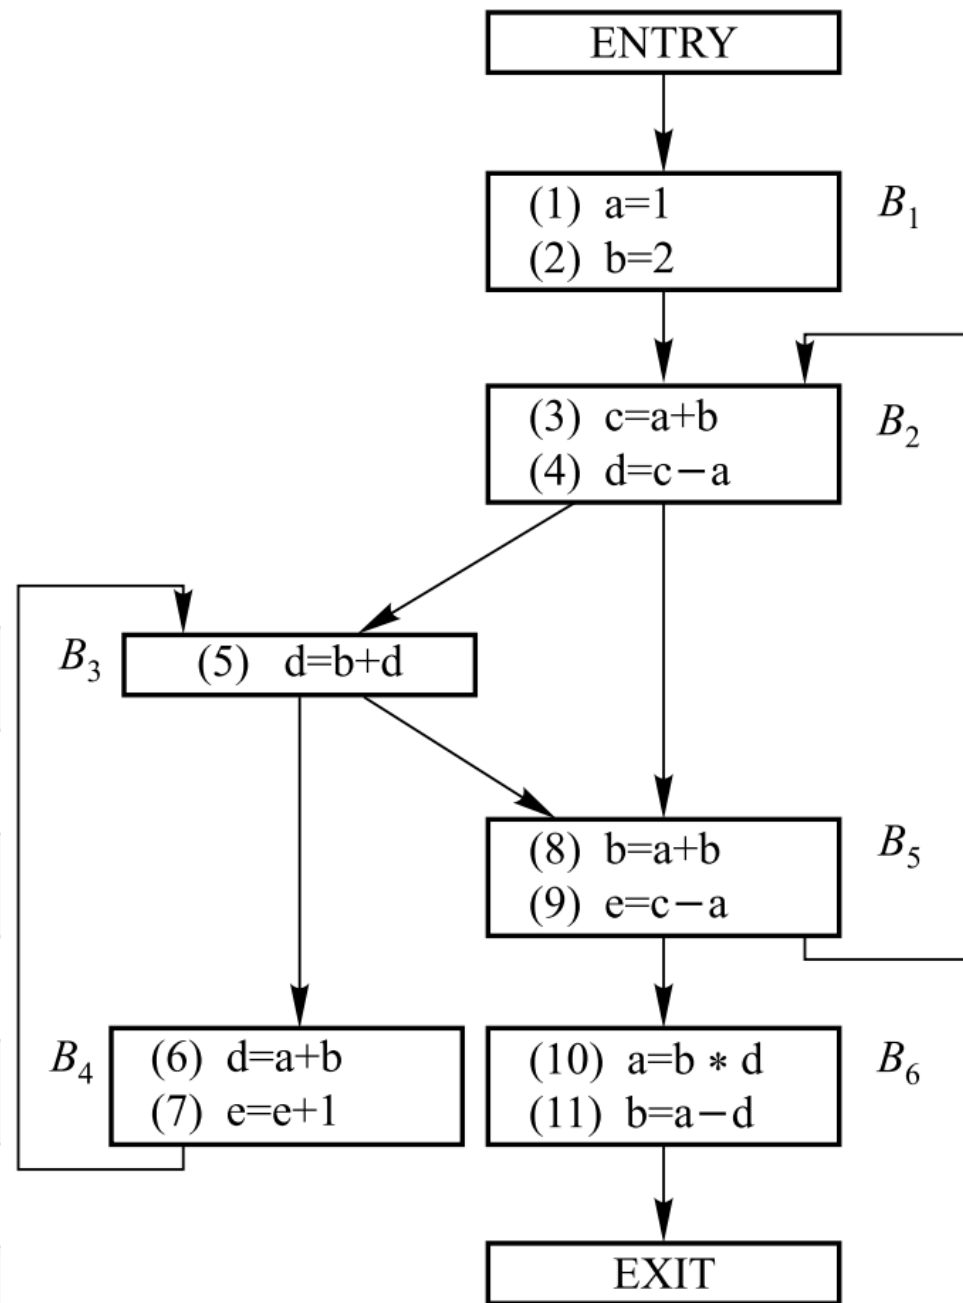 ENTRY
(1) a=1
(2) b=2
B1
(3) c=a+b
(4) d=c−a
B2
B3
(5) d=b+d
(8) b=a+b
(9) e=c−a
B5
B4
(6) d=a+b
(7) e=e+1
(10) a=b * d
(11) b=a−d
B6
EXIT